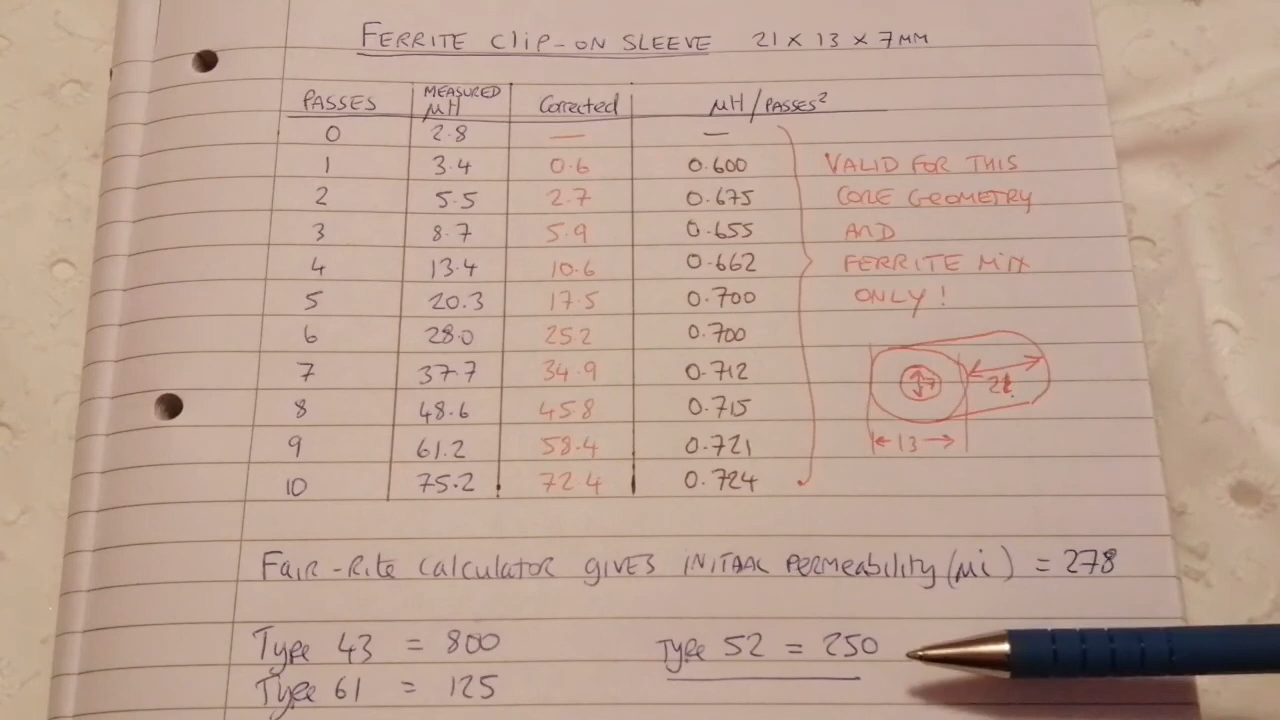 FERRITE CLIP-ON SLEEVE 21 X 13 X 7MM
PASSES MEASURED μH Corrected μH/PASSES²
0 2.8 — —
1 3.4 0.6 0.600
2 5.5 2.7 0.675
3 8.7 5.9 0.655
4 13.4 10.6 0.662
5 20.3 17.5 0.700
6 28.0 25.2 0.700
7 37.7 34.9 0.712
8 48.6 45.8 0.715
9 61.2 58.4 0.721
10 75.2 72.4 0.724
VALID FOR THIS
CORE GEOMETRY
AND
FERRITE MIX
ONLY!
7
21
13
FAIR-RITE CALCULATOR GIVES INITAAL PERMEABILITY (μi) = 278
Type 43 = 800
Type 52 = 250
Type 61 = 125